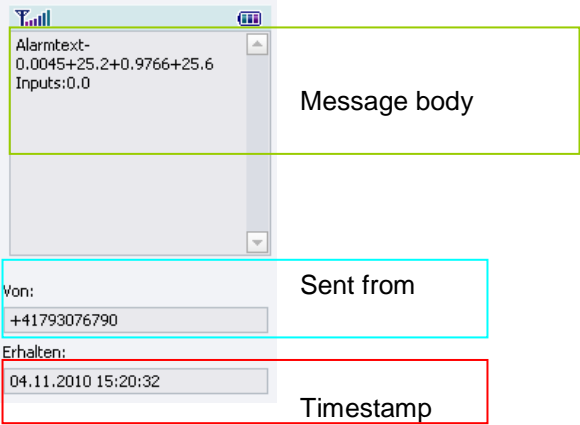 Alarmtext-
0.0045+25.2+0.9766+25.6
Inputs:0.0
Message body
Von:
Sent from
+41793076790
Erhalten:
04.11.2010 15:20:32
Timestamp